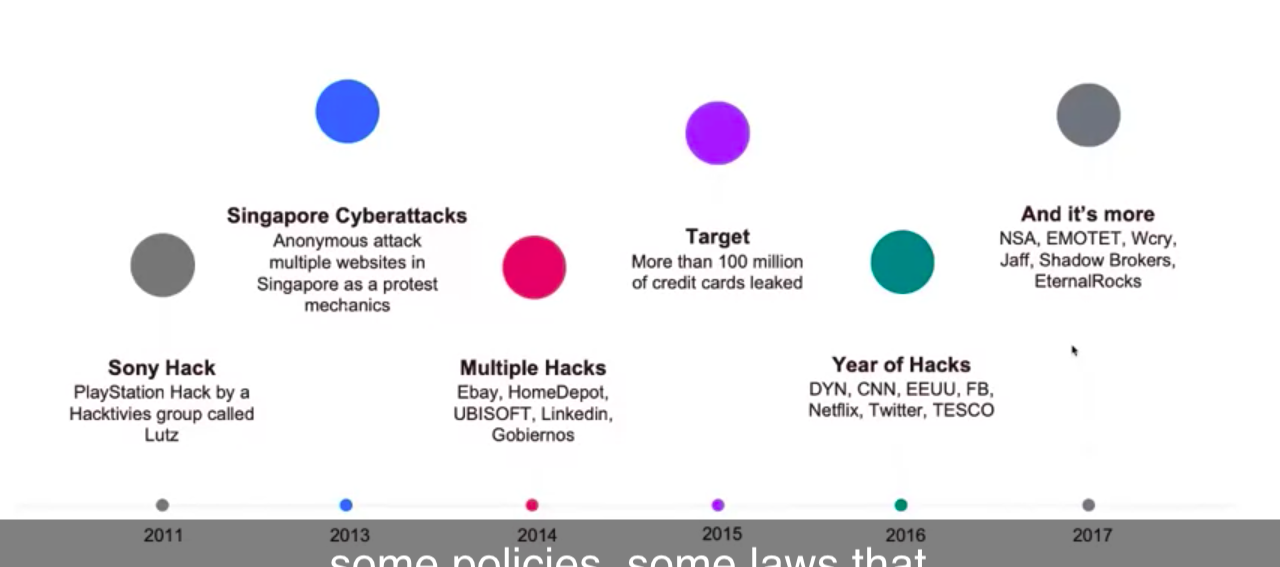 Sony Hack
PlayStation Hack by a
Hacktivies group called
Lutz
Singapore Cyberattacks
Anonymous attack
multiple websites in
Singapore as a protest
mechanics
Multiple Hacks
Ebay, HomeDepot,
UBISOFT, Linkedin,
Gobiernos
Target
More than 100 million
of credit cards leaked
Year of Hacks
DYN, CNN, EEUU, FB,
Netflix, Twitter, TESCO
And it's more
NSA, EMOTET, Wcry,
Jaff, Shadow Brokers,
EternalRocks
2011 2013 2014 2015 2016 2017
some policies, some laws that